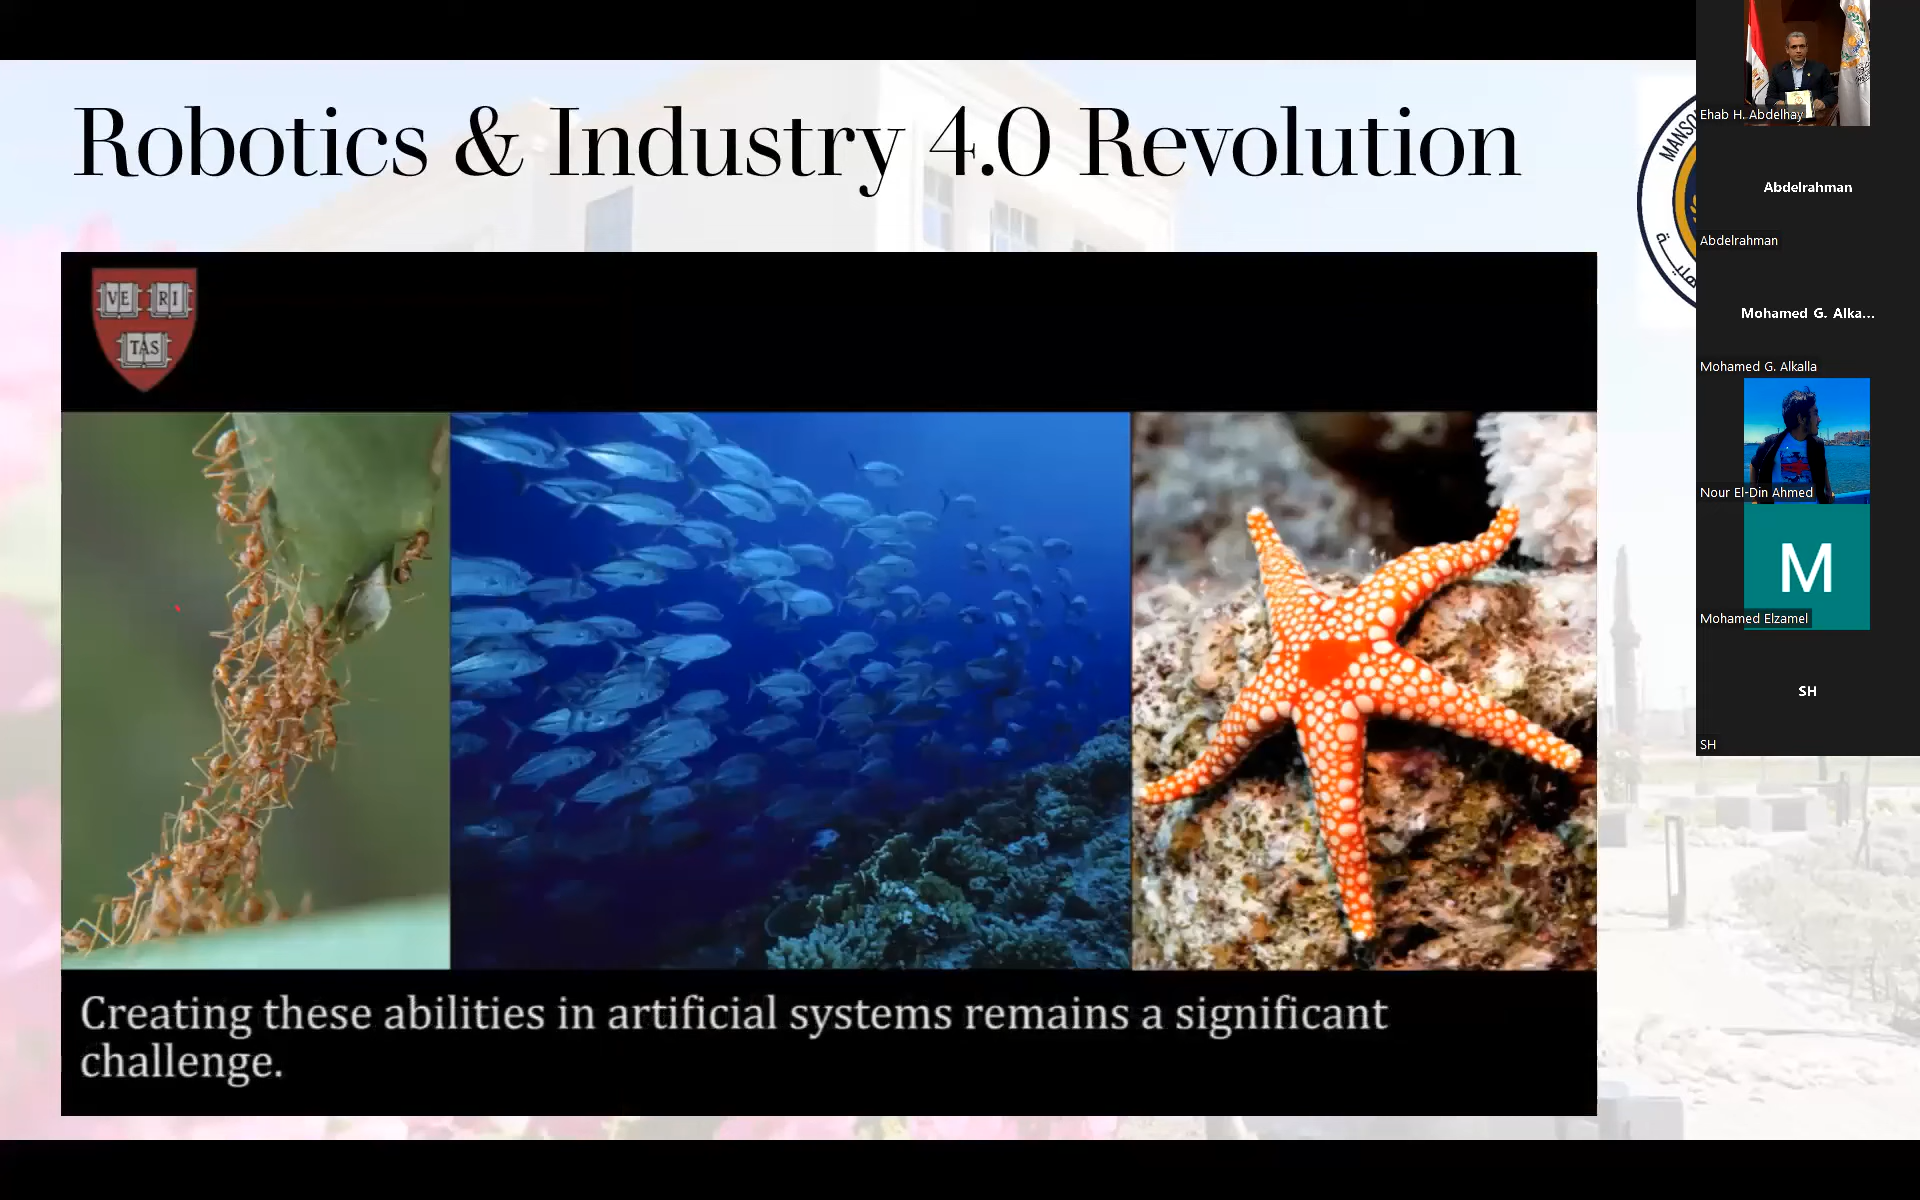 Robotics & Industry 4.0 Revolution
VE RI
TAS
Creating these abilities in artificial systems remains a significant
challenge.
MANSO
Ehab H. Abdelhay
Abdelrahman
Abdelrahman
Mohamed G. Alka...
Mohamed G. Alkalla
Nour El-Din Ahmed
M
Mohamed Elzamel
SH
SH